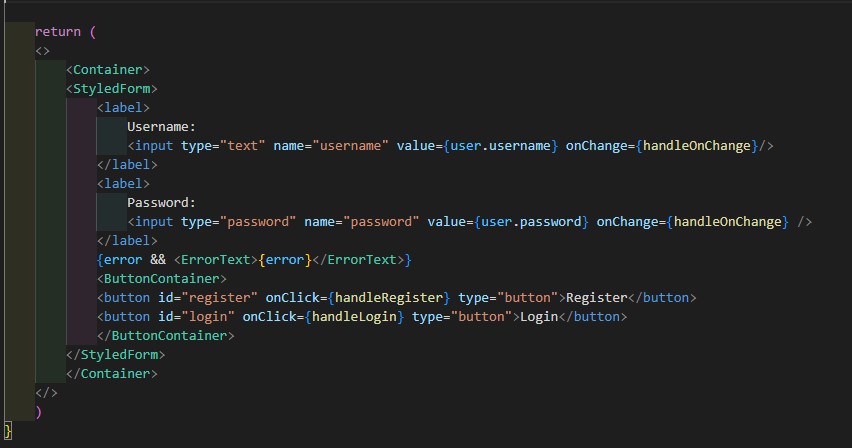 return (
<>
<Container>
<StyledForm>
<label>
Username:
<input type="text" name="username" value={user.username} onChange={handleOnChange}/>
</label>
<label>
Password:
<input type="password" name="password" value={user.password} onChange={handleOnChange} />
</label>
{error && <ErrorText>{error}</ErrorText>}
<ButtonContainer>
<button id="register" onClick={handleRegister} type="button">Register</button>
<button id="login" onClick={handleLogin} type="button">Login</button>
</ButtonContainer>
</StyledForm>
</Container>
</>
)
}